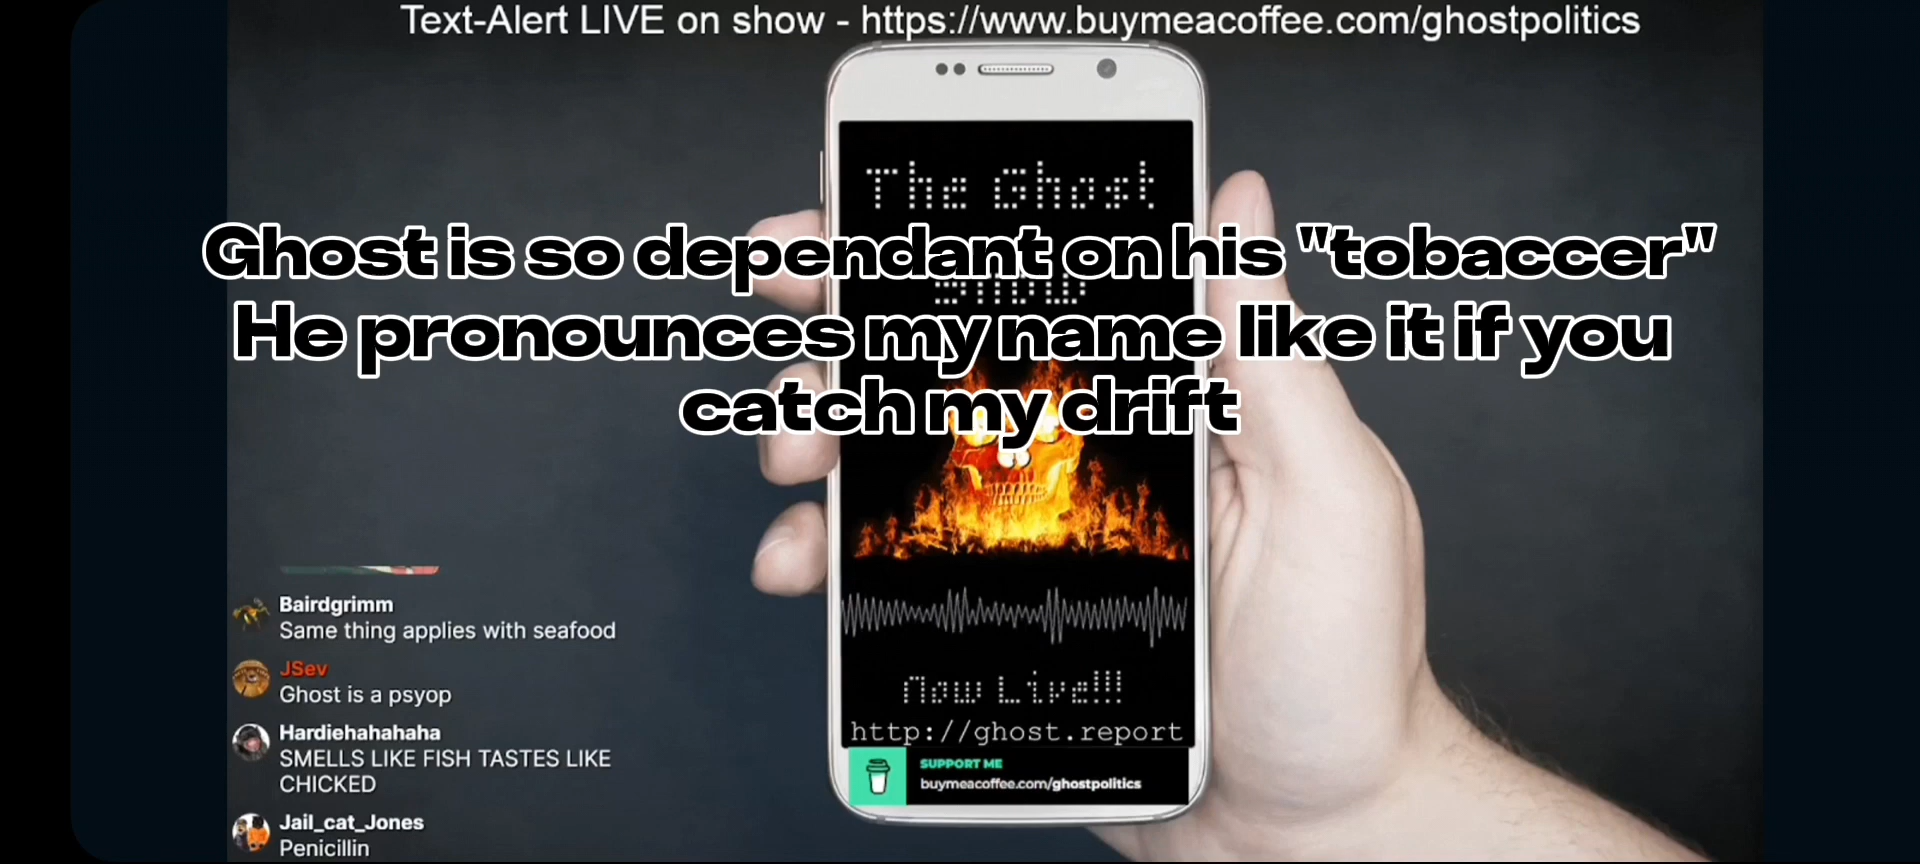 Text-Alert LIVE on show - https://www.buymeacoffee.com/ghostpolitics
The Ghost
Show
Ghost is so dependant on his "tobaccer"
He pronounces my name like it if you
catch my drift
Now Live!!!
http://ghost.report
SUPPORT ME
buymeacoffee.com/ghostpolitics
Bairdgrimm
Same thing applies with seafood
JSev
Ghost is a psyop
Hardiehahahaha
SMELLS LIKE FISH TASTES LIKE
CHICKED
Jail_cat_Jones
Penicillin